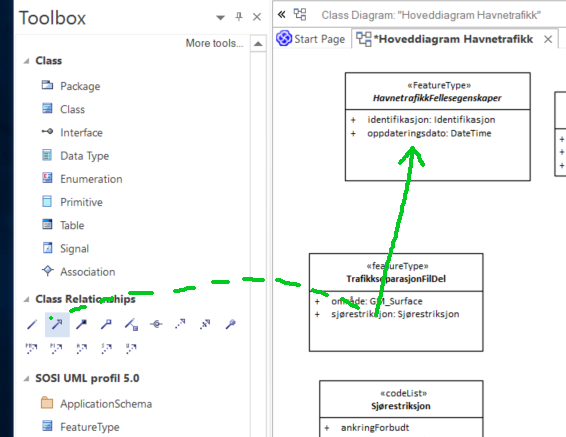 Toolbox
More tools...
Class
Package
Class
Interface
Data Type
Enumeration
Primitive
Table
Signal
Association
Class Relationships
SOSI UML profil 5.0
ApplicationSchema
FeatureType
Class Diagram: "Hoveddiagram Havnetrafikk"
Start Page
*Hoveddiagram Havnetrafikk
«FeatureType»
HavnetrafikkFellesegenskaper
+ identifikasjon: Identifikasjon
+ oppdateringsdato: DateTime
+
+
+
«featureType»
TrafikkseparasjonFilDel
+ område: GM_Surface
+ sjørestriksjon: Sjørestriksjon
«codeList»
Sjørestriksjon
+ ankringForbudt